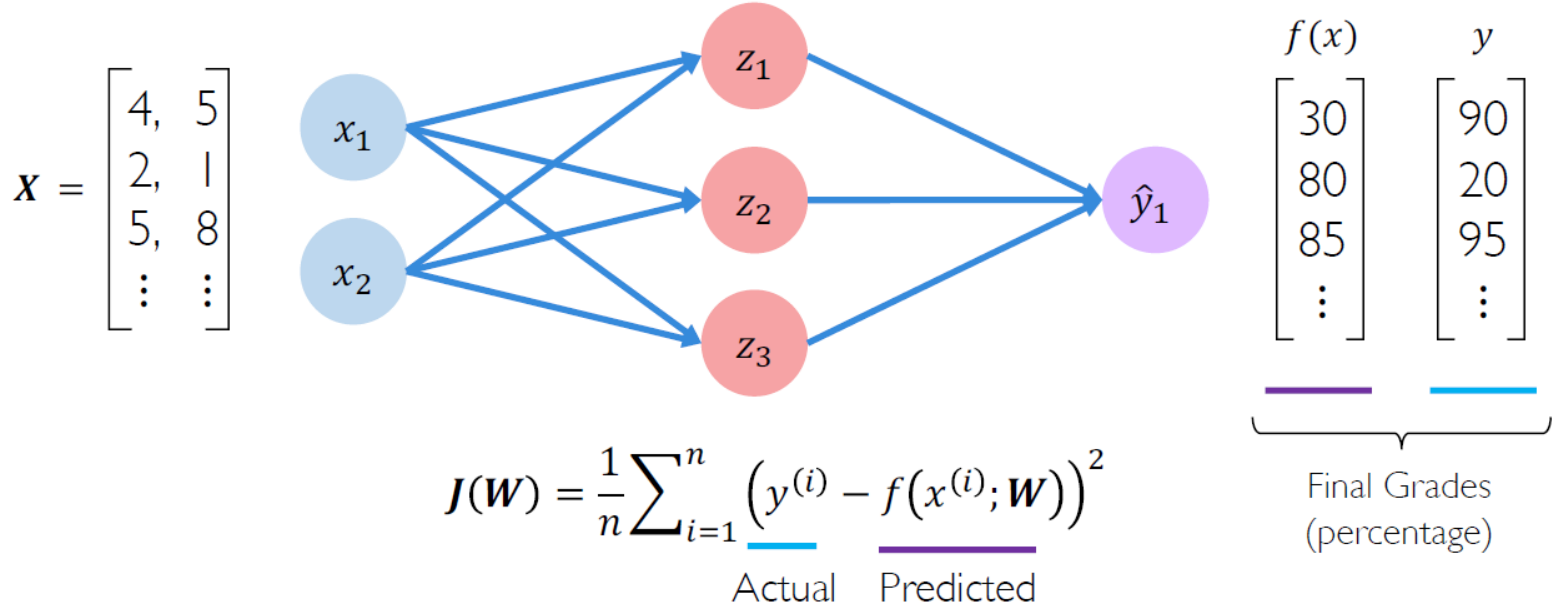 X = [4, 5
2, 1
5, 8
⋮ ⋮]
x₁
x₂
z₁
z₂
z₃
ŷ₁
f(x) y
[30] [90]
[80] [20]
[85] [95]
[⋮] [⋮]
J(W) = 1/n ∑ᵢ₌₁ⁿ (y⁽ⁱ⁾ − f(x⁽ⁱ⁾; W))²
Actual Predicted
Final Grades
(percentage)